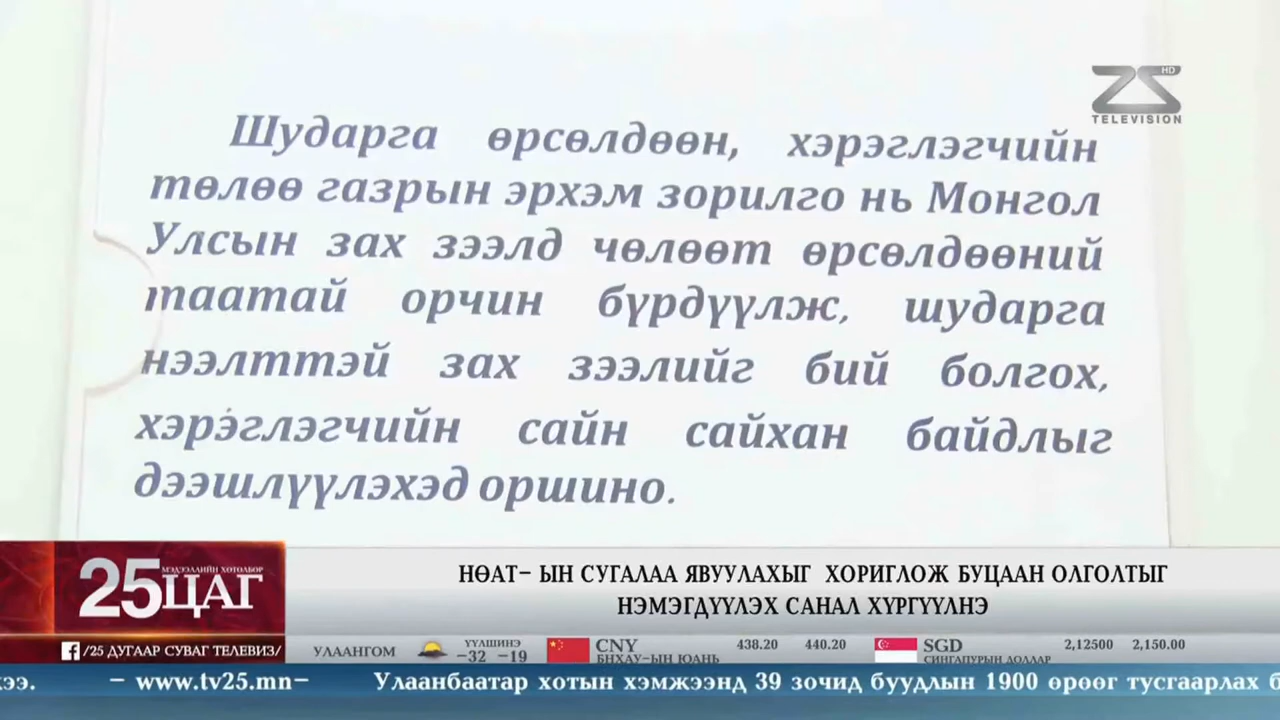 25
HD
TELEVISION
Шударга өрсөлдөөн, хэрэглэгчийн
төлөө газрын эрхэм зорилго нь Монгол
Улсын зах зээлд чөлөөт өрсөлдөөний
таатай орчин бүрдүүлж, шударга
нээлттэй зах зээлийг бий болгох,
хэрэглэгчийн сайн сайхан байдлыг
дээшлүүлэхэд оршино.
МЭДЭЭЛЛИЙН ХӨТӨЛБӨР
25ЦАГ
НӨАТ- ЫН СУГАЛАА ЯВУУЛАХЫГ ХОРИГЛОЖ БУЦААН ОЛГОЛТЫГ
НЭМЭГДҮҮЛЭХ САНАЛ ХҮРГҮҮЛНЭ
f /25 ДУГААР СУВАГ ТЕЛЕВИЗ/
УЛААНГОМ ҮҮЛШИНЭ -32 -19
CNY 438.20 440.20
БНХАУ-ЫН ЮАНЬ
SGD 2,12500 2,150.00
СИНГАПУРЫН ДОЛЛАР
хээ. - www.tv25.mn- Улаанбаатар хотын хэмжээнд 39 зочид буудлын 1900 өрөөг тусгаарлах б